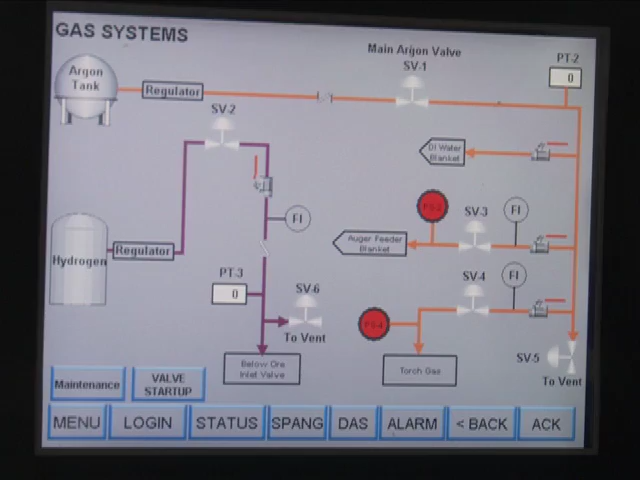 GAS SYSTEMS
Main Argon Valve
SV-1
PT-2
0
Argon
Tank
Regulator
SV-2
DI Water
Blanket
FI
SV-3
FI
Auger Feeder
Blanket
Hydrogen
Regulator
PT-3
0
SV-6
To Vent
SV-4
FI
Below Ore
Inlet Valve
Torch Gas
SV-5
To Vent
Maintenance
VALVE
STARTUP
MENU
LOGIN
STATUS
SPANG
DAS
ALARM
< BACK
ACK